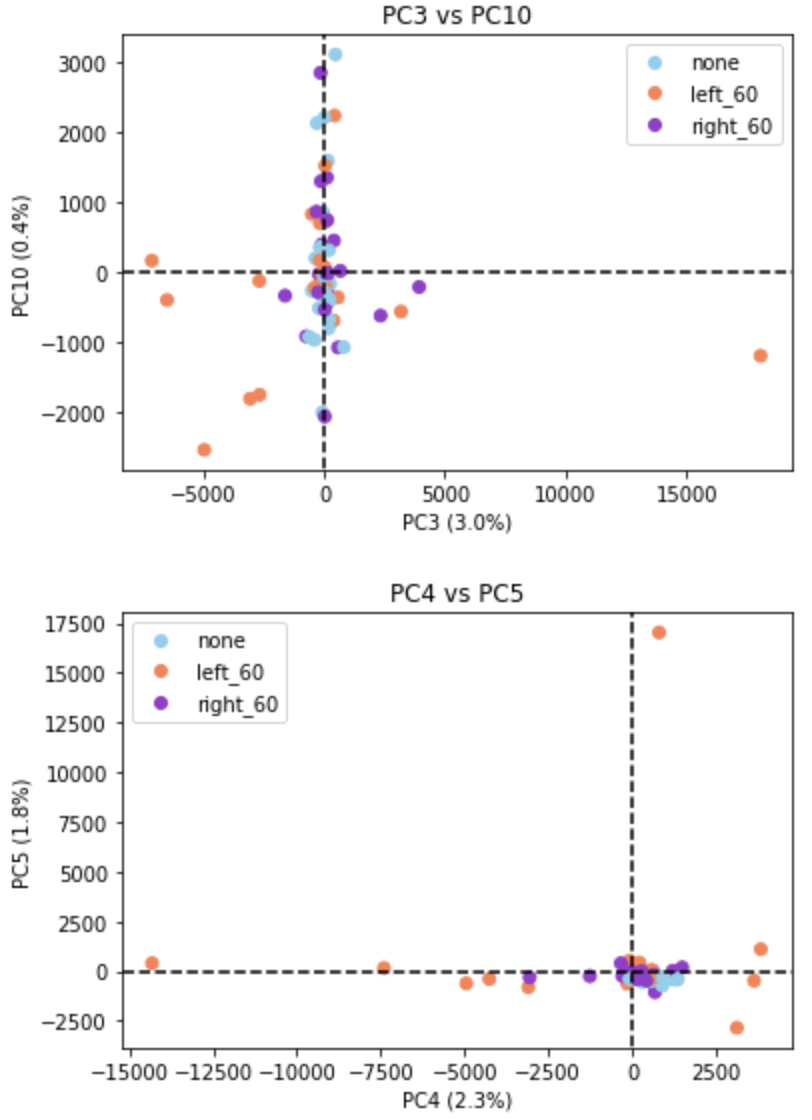 PC3 vs PC10
3000
2000
1000
0
−1000
−2000
PC10 (0.4%)
none
left_60
right_60
−5000 0 5000 10000 15000
PC3 (3.0%)
PC4 vs PC5
17500
15000
12500
10000
7500
5000
2500
0
−2500
PC5 (1.8%)
none
left_60
right_60
−15000 −12500 −10000 −7500 −5000 −2500 0 2500
PC4 (2.3%)